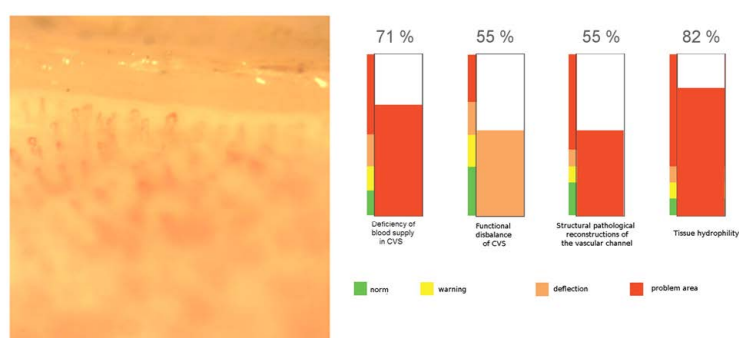 71 %
55 %
55 %
82 %
Deficiency of
blood supply
in CVS
Functional
disbalance
of CVS
Structural pathological
reconstructions of
the vascular channel
Tissue hydrophility
norm
warning
deflection
problem area